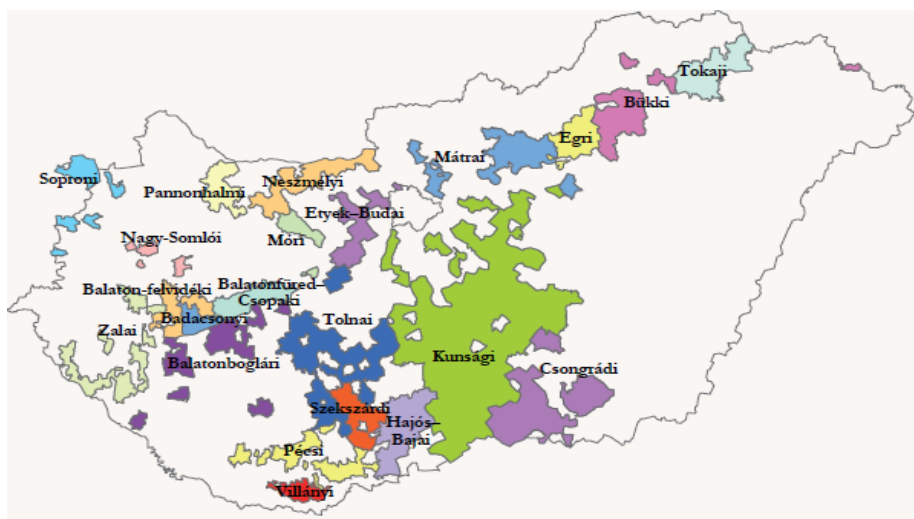 Tokaji
Bükki
Egri
Mátrai
Soproni
Pannonhalmi
Neszmélyi
Etyek–Budai
Nagy-Somlói
Móri
Balaton-felvidéki
Balatonfüred–
Csopaki
Badacsonyi
Tolnai
Zalai
Balatonboglári
Kunsági
Csongrádi
Szekszárdi
Hajós–
Bajai
Pécsi
Villányi